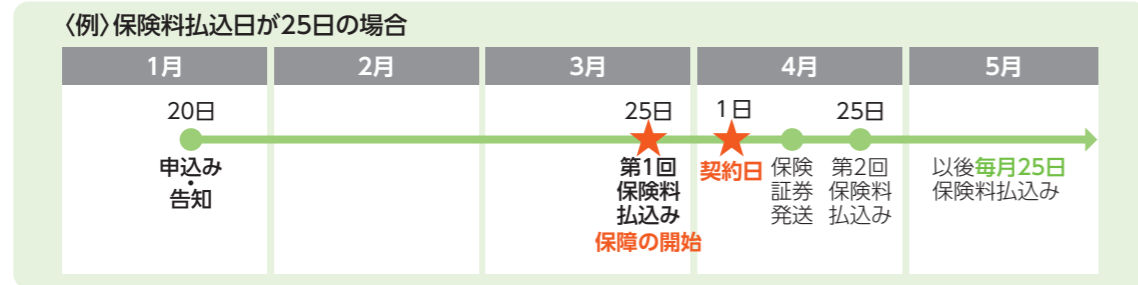 〈例〉保険料払込日が25日の場合
1月 2月 3月 4月 5月
20日 25日 1日 25日
申込み
・
告知
第1回
保険料
払込み
保障の開始
契約日
保険
証券
発送
第2回
保険料
払込み
以後毎月25日
保険料払込み